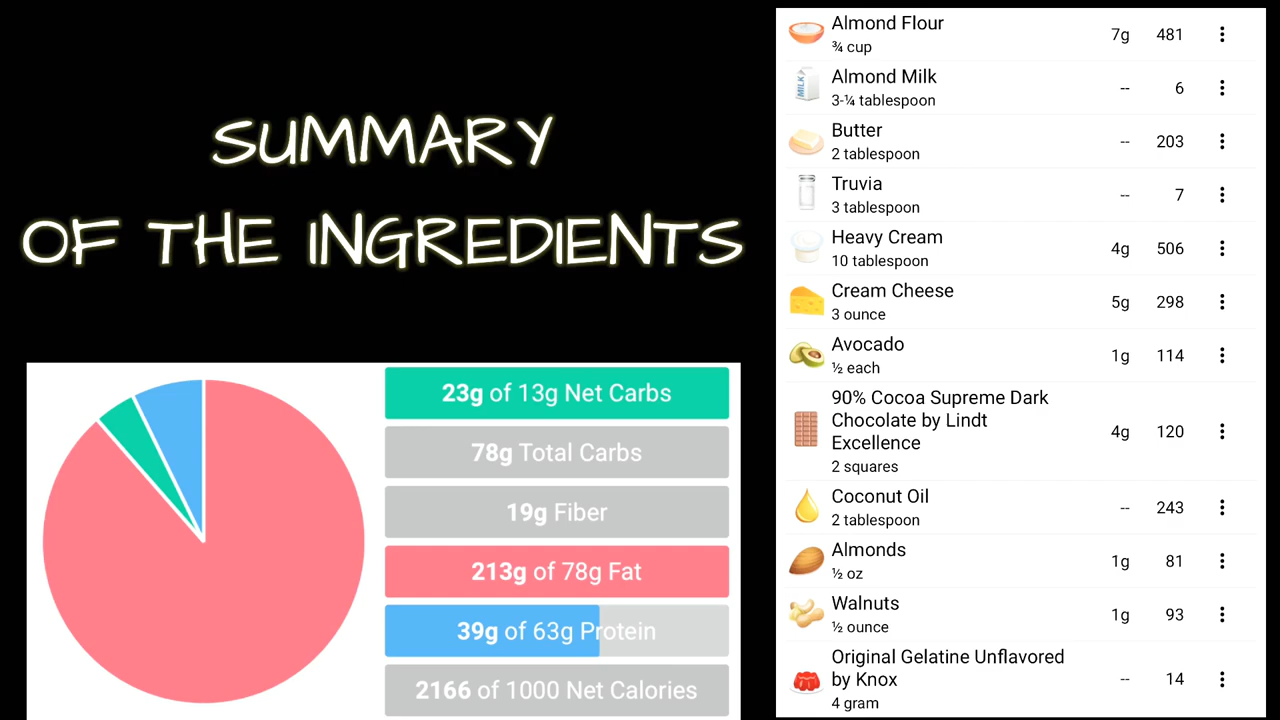 SUMMARY
OF THE INGREDIENTS
23g of 13g Net Carbs
78g Total Carbs
19g Fiber
213g of 78g Fat
39g of 63g Protein
2166 of 1000 Net Calories
Almond Flour 7g 481
¾ cup
MILK
Almond Milk -- 6
3-¼ tablespoon
Butter -- 203
2 tablespoon
Truvia -- 7
3 tablespoon
Heavy Cream 4g 506
10 tablespoon
Cream Cheese 5g 298
3 ounce
Avocado 1g 114
½ each
90% Cocoa Supreme Dark
Chocolate by Lindt 4g 120
Excellence
2 squares
Coconut Oil -- 243
2 tablespoon
Almonds 1g 81
½ oz
Walnuts 1g 93
½ ounce
Original Gelatine Unflavored
by Knox -- 14
4 gram